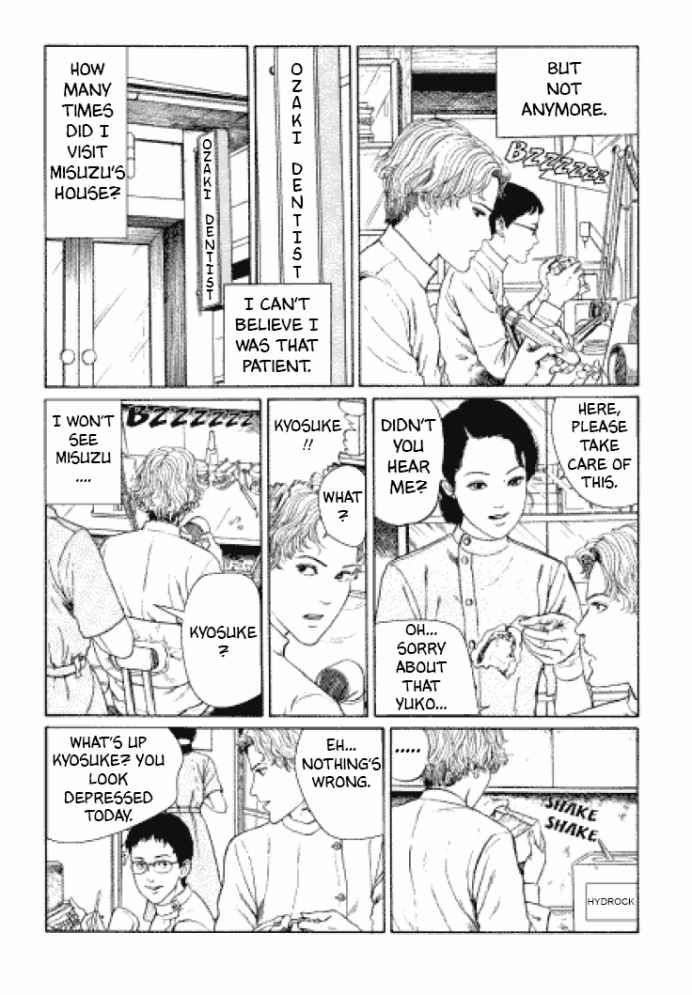 HOW
MANY
TIMES
DID I
VISIT
MISUZU'S
HOUSE?
OZAKI DENTIST
OZAKI DENTIST
I CAN'T
BELIEVE I
WAS THAT
PATIENT.
BUT
NOT
ANYMORE.
BZZZZZZ
I WON'T
SEE
MISUZU
....
BZZZZZZZ
KYOSUKE
?
KYOSUKE
!!
WHAT
?
HERE,
PLEASE
TAKE
CARE OF
THIS.
DIDN'T
YOU
HEAR
ME?
OH...
SORRY
ABOUT
THAT
YUKO...
WHAT'S UP
KYOSUKE? YOU
LOOK
DEPRESSED
TODAY.
EH...
NOTHING'S
WRONG.
.....
SHAKE
SHAKE
HYDROCK